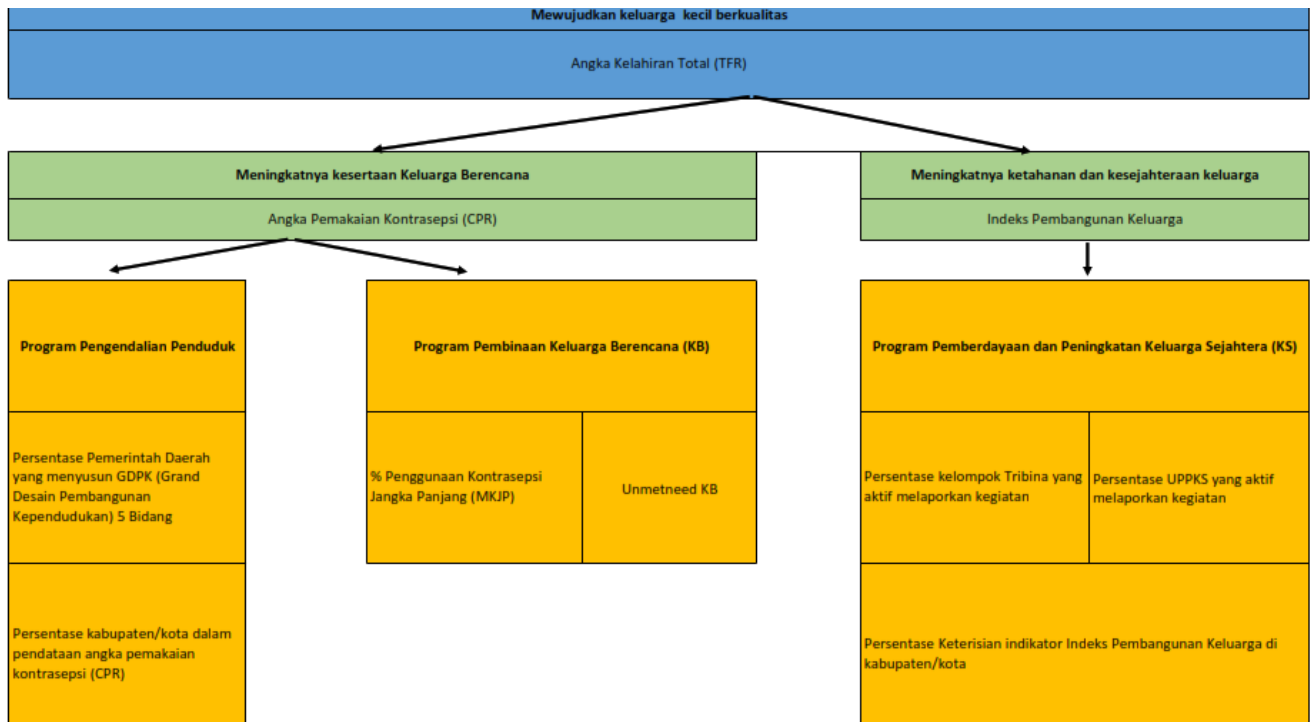 Mewujudkan keluarga kecil berkualitas
Angka Kelahiran Total (TFR)
Meningkatnya kesertaan Keluarga Berencana
Angka Pemakaian Kontrasepsi (CPR)
Meningkatnya ketahanan dan kesejahteraan keluarga
Indeks Pembangunan Keluarga
Program Pengendalian Penduduk
Persentase Pemerintah Daerah
yang menyusun GDPK (Grand
Desain Pembangunan
Kependudukan) 5 Bidang
Persentase kabupaten/kota dalam
pendataan angka pemakaian
kontrasepsi (CPR)
Program Pembinaan Keluarga Berencana (KB)
% Penggunaan Kontrasepsi
Jangka Panjang (MKJP)
Unmetneed KB
Program Pemberdayaan dan Peningkatan Keluarga Sejahtera (KS)
Persentase kelompok Tribina yang
aktif melaporkan kegiatan
Persentase UPPKS yang aktif
melaporkan kegiatan
Persentase Keterisian indikator Indeks Pembangunan Keluarga di
kabupaten/kota